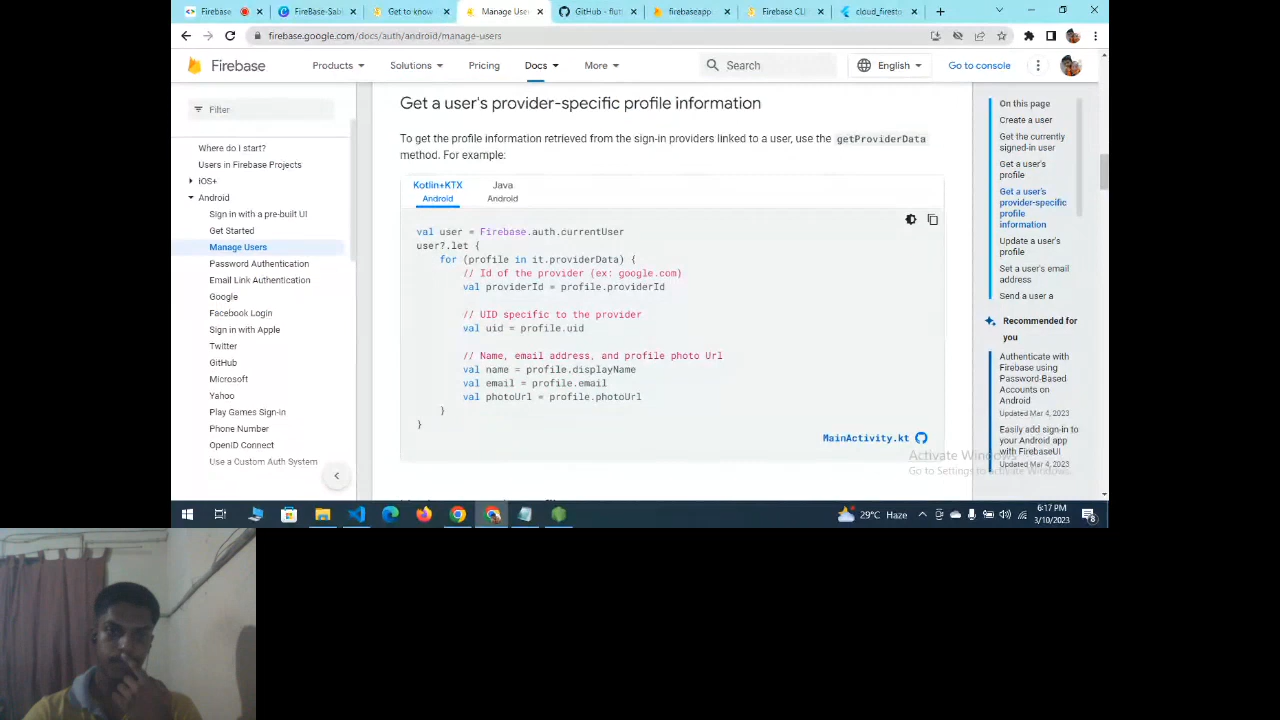 Firebase
FireBase-Sab
Get to know
Manage Use
GitHub - flut
firebaseapp
Firebase CLI
cloud_firesto
firebase.google.com/docs/auth/android/manage-users
Firebase
Products
Solutions
Pricing
Docs
More
Search
English
Go to console
Filter
Where do I start?
Users in Firebase Projects
iOS+
Android
Sign in with a pre-built UI
Get Started
Manage Users
Password Authentication
Email Link Authentication
Google
Facebook Login
Sign in with Apple
Twitter
GitHub
Microsoft
Yahoo
Play Games Sign-in
Phone Number
OpenID Connect
Use a Custom Auth System
Get a user's provider-specific profile information
To get the profile information retrieved from the sign-in providers linked to a user, use the getProviderData
method. For example:
Kotlin+KTX
Android
Java
Android
val user = Firebase.auth.currentUser
user?.let {
for (profile in it.providerData) {
// Id of the provider (ex: google.com)
val providerId = profile.providerId
// UID specific to the provider
val uid = profile.uid
// Name, email address, and profile photo Url
val name = profile.displayName
val email = profile.email
val photoUrl = profile.photoUrl
}
}
MainActivity.kt
On this page
Create a user
Get the currently
signed-in user
Get a user's
profile
Get a user's
provider-specific
profile
information
Update a user's
profile
Set a user's email
address
Send a user a
Recommended for
you
Authenticate with
Firebase using
Password-Based
Accounts on
Android
Updated Mar 4, 2023
Easily add sign-in to
your Android app
with FirebaseUI
Updated Mar 4, 2023
Activate Windows
Go to Settings to activate Windows.
29°C Haze
6:17 PM
3/10/2023
8